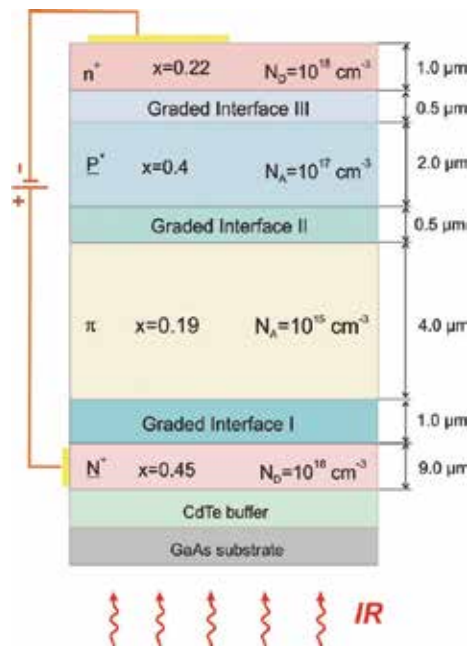 n⁺ x=0.22 N_D=10¹⁸ cm⁻³ 1.0 µm
Graded Interface III 0.5 µm
P⁺ x=0.4 N_A=10¹⁷ cm⁻³ 2.0 µm
-
+
Graded Interface II 0.5 µm
π x=0.19 N_A=10¹⁵ cm⁻³ 4.0 µm
Graded Interface I 1.0 µm
N⁺ x=0.45 N_D=10¹⁸ cm⁻³ 9.0 µm
CdTe buffer
GaAs substrate
IR